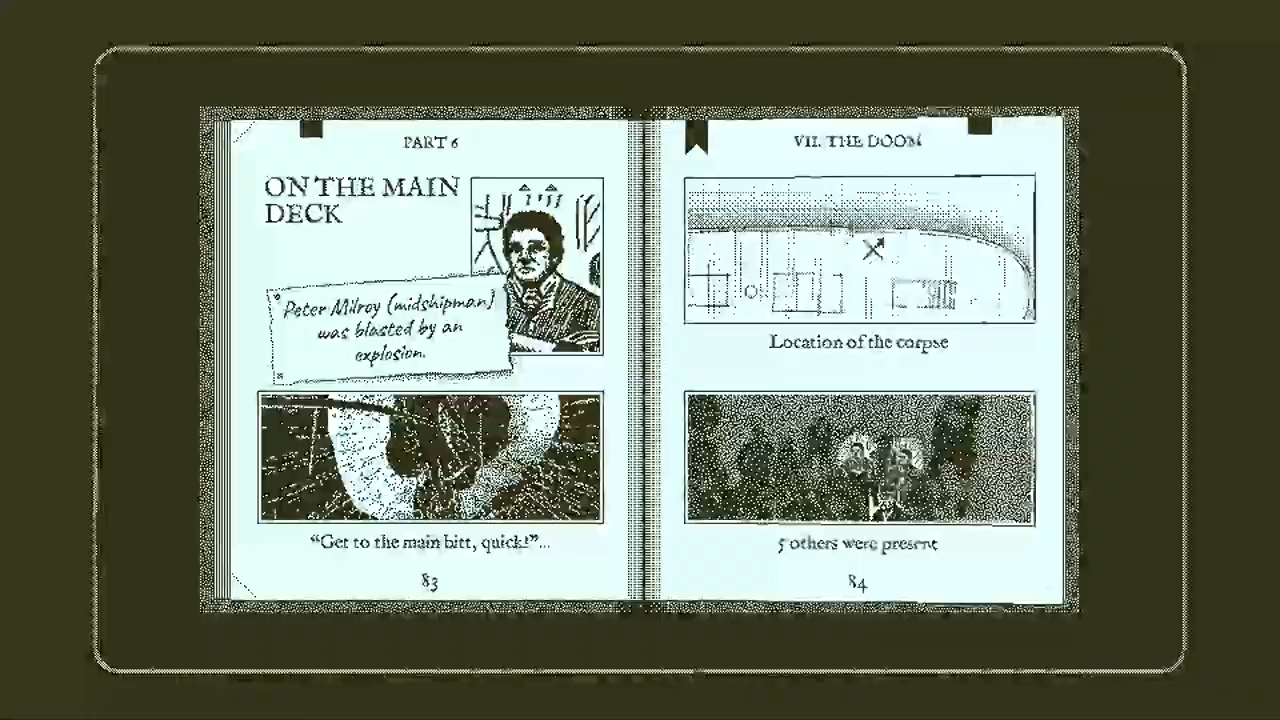 PART 6
ON THE MAIN
DECK
Peter Milroy (midshipman)
was blasted by an
explosion.
"Get to the main bitt, quick!"...
83
VII. THE DOOM
Location of the corpse
5 others were present
84